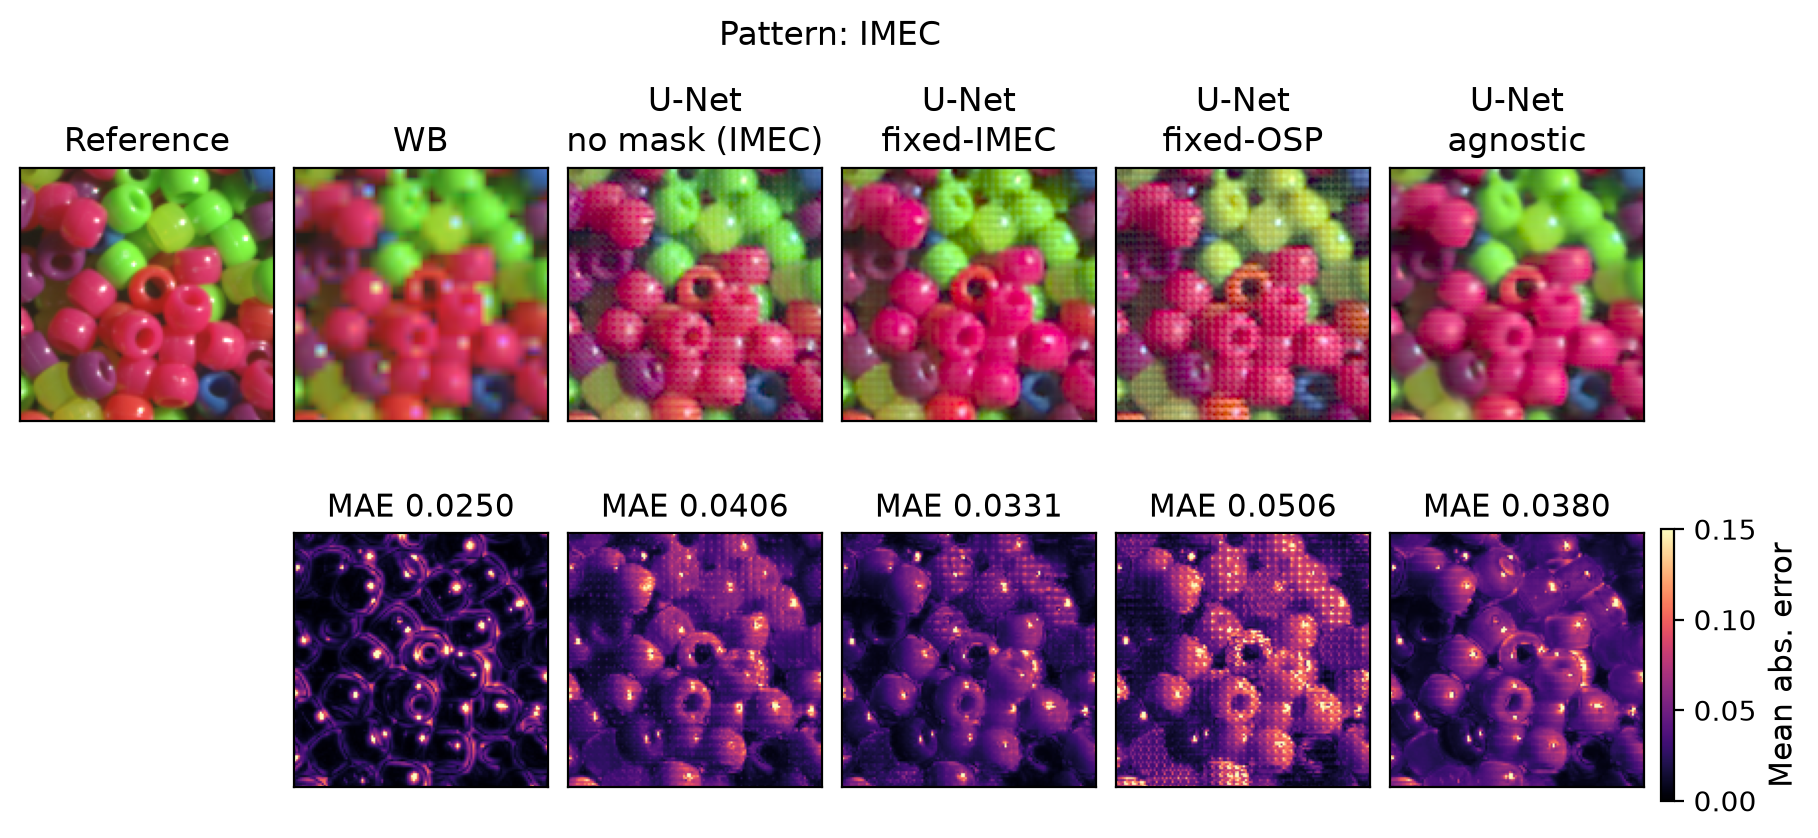 Pattern: IMEC
Reference
WB
U-Net
no mask (IMEC)
U-Net
fixed-IMEC
U-Net
fixed-OSP
U-Net
agnostic
MAE 0.0250
MAE 0.0406
MAE 0.0331
MAE 0.0506
MAE 0.0380
0.15
0.10
0.05
0.00
Mean abs. error